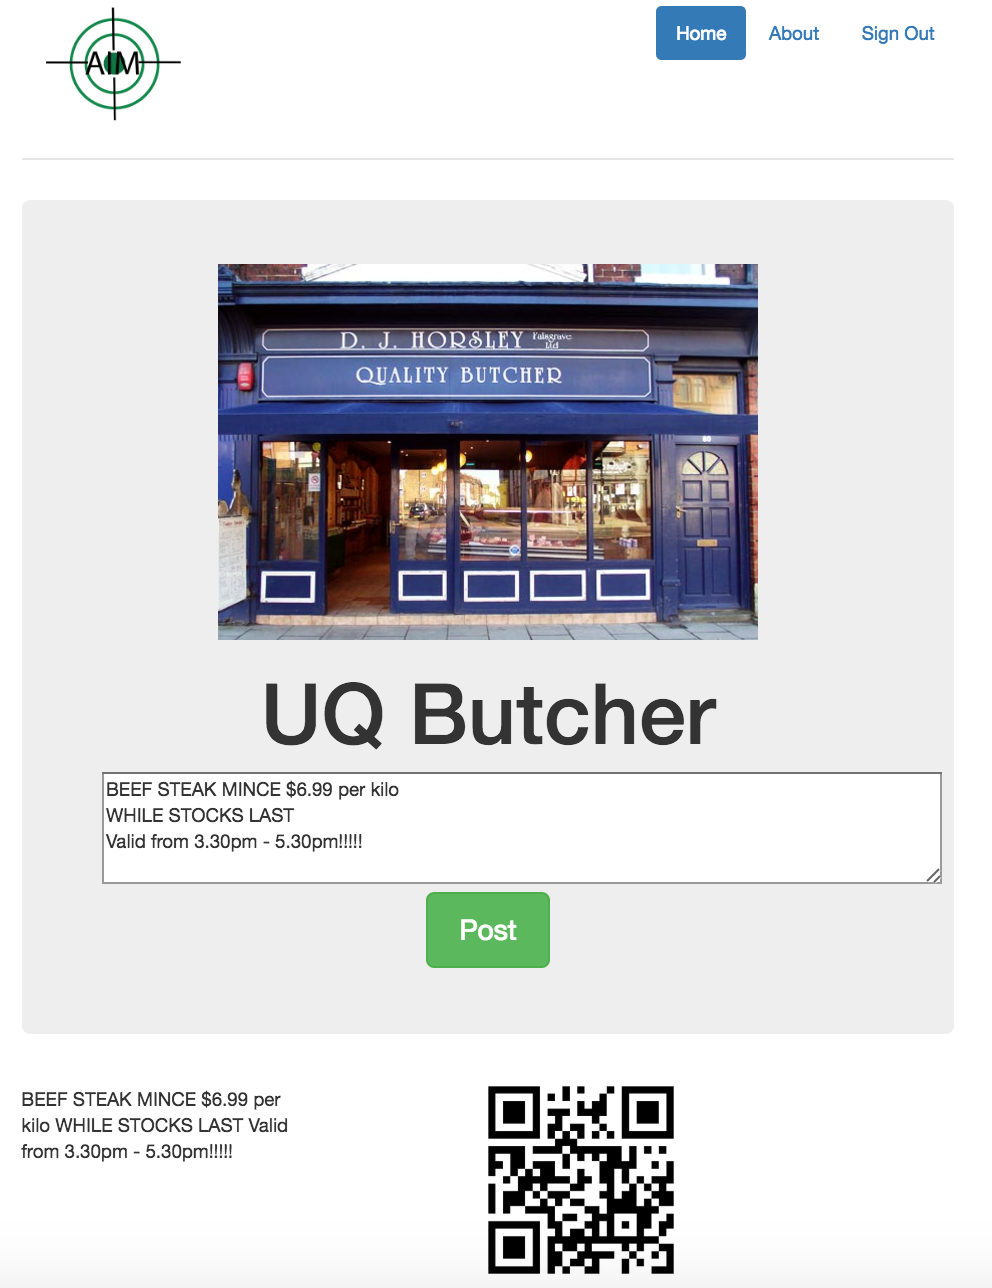 AIM
Home
About
Sign Out
D. J. HORSLEY Falsgrave Ltd
QUALITY BUTCHER
60
UQ Butcher
BEEF STEAK MINCE $6.99 per kilo
WHILE STOCKS LAST
Valid from 3.30pm - 5.30pm!!!!!
Post
BEEF STEAK MINCE $6.99 per
kilo WHILE STOCKS LAST Valid
from 3.30pm - 5.30pm!!!!!